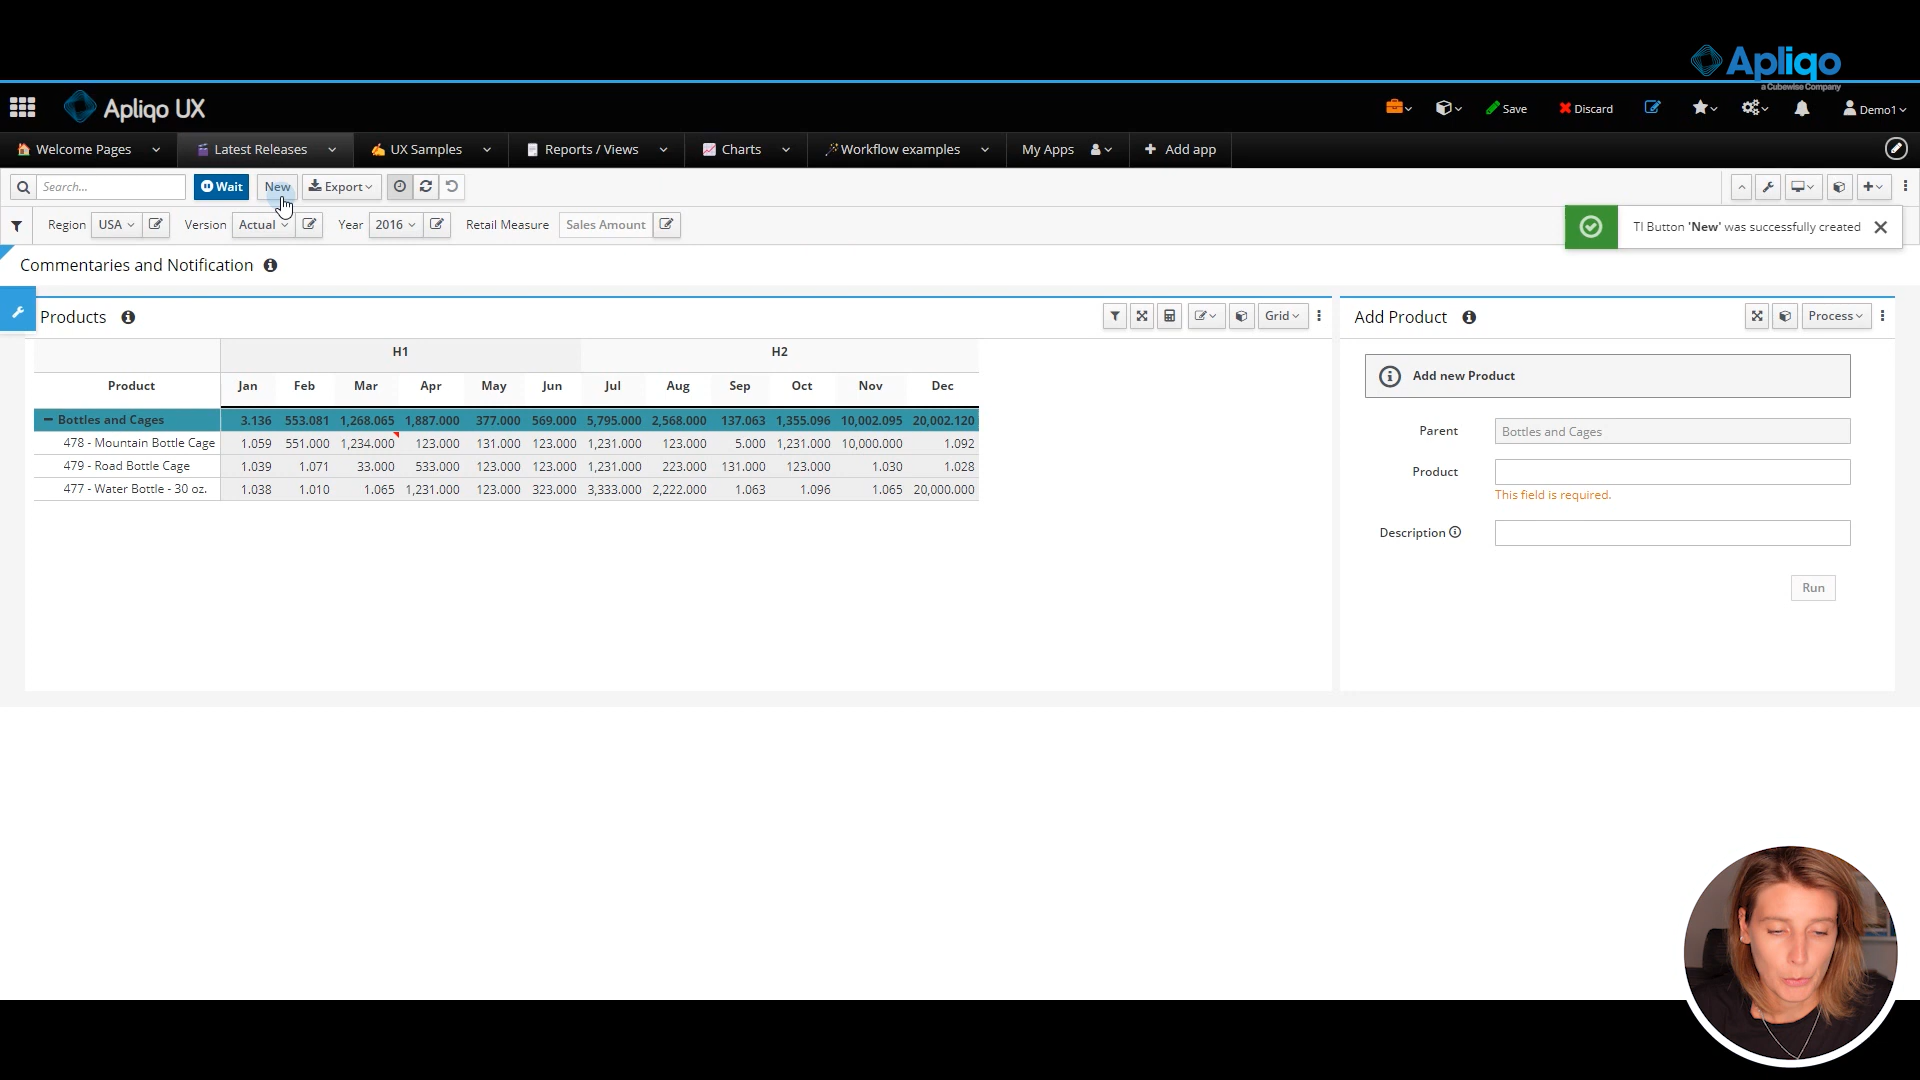 Apliqo
a Cubewise Company
Apliqo UX
Save
Discard
Demo1
Welcome Pages
Latest Releases
UX Samples
Reports / Views
Charts
Workflow examples
My Apps
Add app
Search...
Wait
New
Export
Region USA
Version Actual
Year 2016
Retail Measure Sales Amount
TI Button 'New' was successfully created
Commentaries and Notification
Products
Grid
H1 H2
Product Jan Feb Mar Apr May Jun Jul Aug Sep Oct Nov Dec
Bottles and Cages 3.136 553.081 1,268.065 1,887.000 377.000 569.000 5,795.000 2,568.000 137.063 1,355.096 10,002.095 20,002.120
478 - Mountain Bottle Cage 1.059 551.000 1,234.000 123.000 131.000 123.000 1,231.000 123.000 5.000 1,231.000 10,000.000 1.092
479 - Road Bottle Cage 1.039 1.071 33.000 533.000 123.000 123.000 1,231.000 223.000 131.000 123.000 1.030 1.028
477 - Water Bottle - 30 oz. 1.038 1.010 1.065 1,231.000 123.000 323.000 3,333.000 2,222.000 1.063 1.096 1.065 20,000.000
Add Product
Process
Add new Product
Parent Bottles and Cages
Product
This field is required.
Description
Run